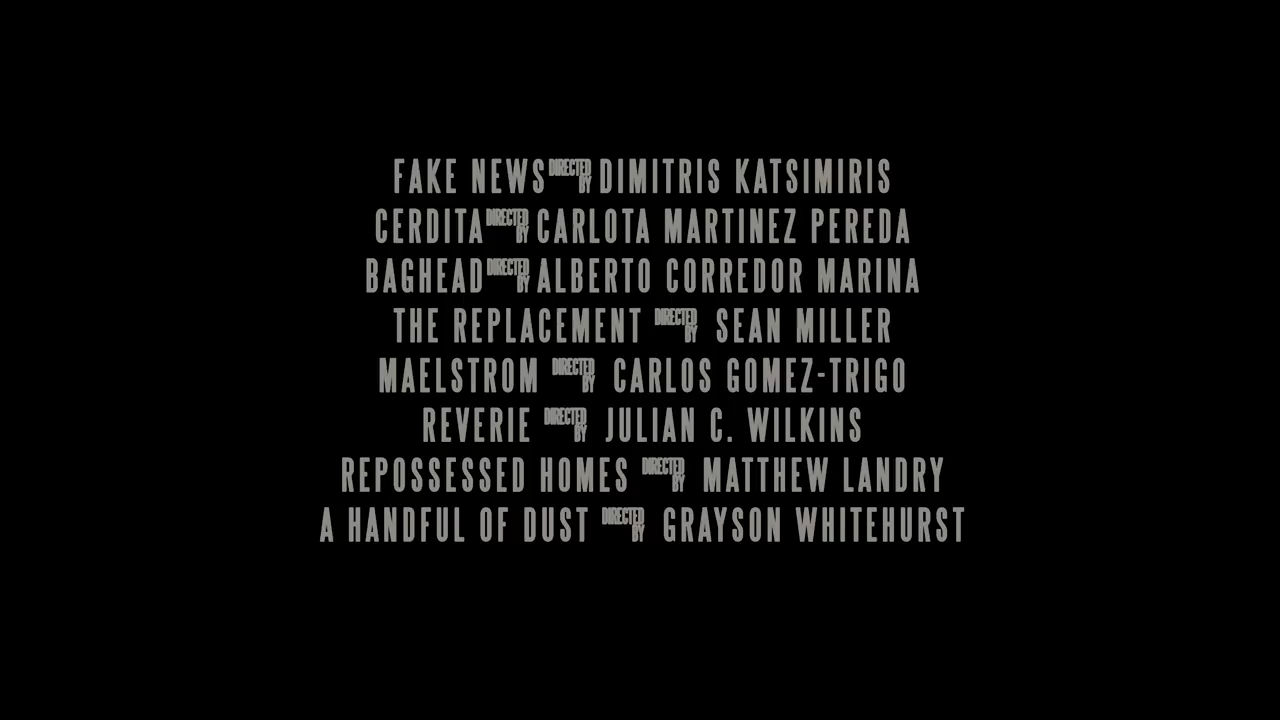 FAKE NEWS DIRECTED BY DIMITRIS KATSIMIRIS
CERDITA DIRECTED BY CARLOTA MARTINEZ PEREDA
BAGHEAD DIRECTED BY ALBERTO CORREDOR MARINA
THE REPLACEMENT DIRECTED BY SEAN MILLER
MAELSTROM DIRECTED BY CARLOS GOMEZ-TRIGO
REVERIE DIRECTED BY JULIAN C. WILKINS
REPOSSESSED HOMES DIRECTED BY MATTHEW LANDRY
A HANDFUL OF DUST DIRECTED BY GRAYSON WHITEHURST